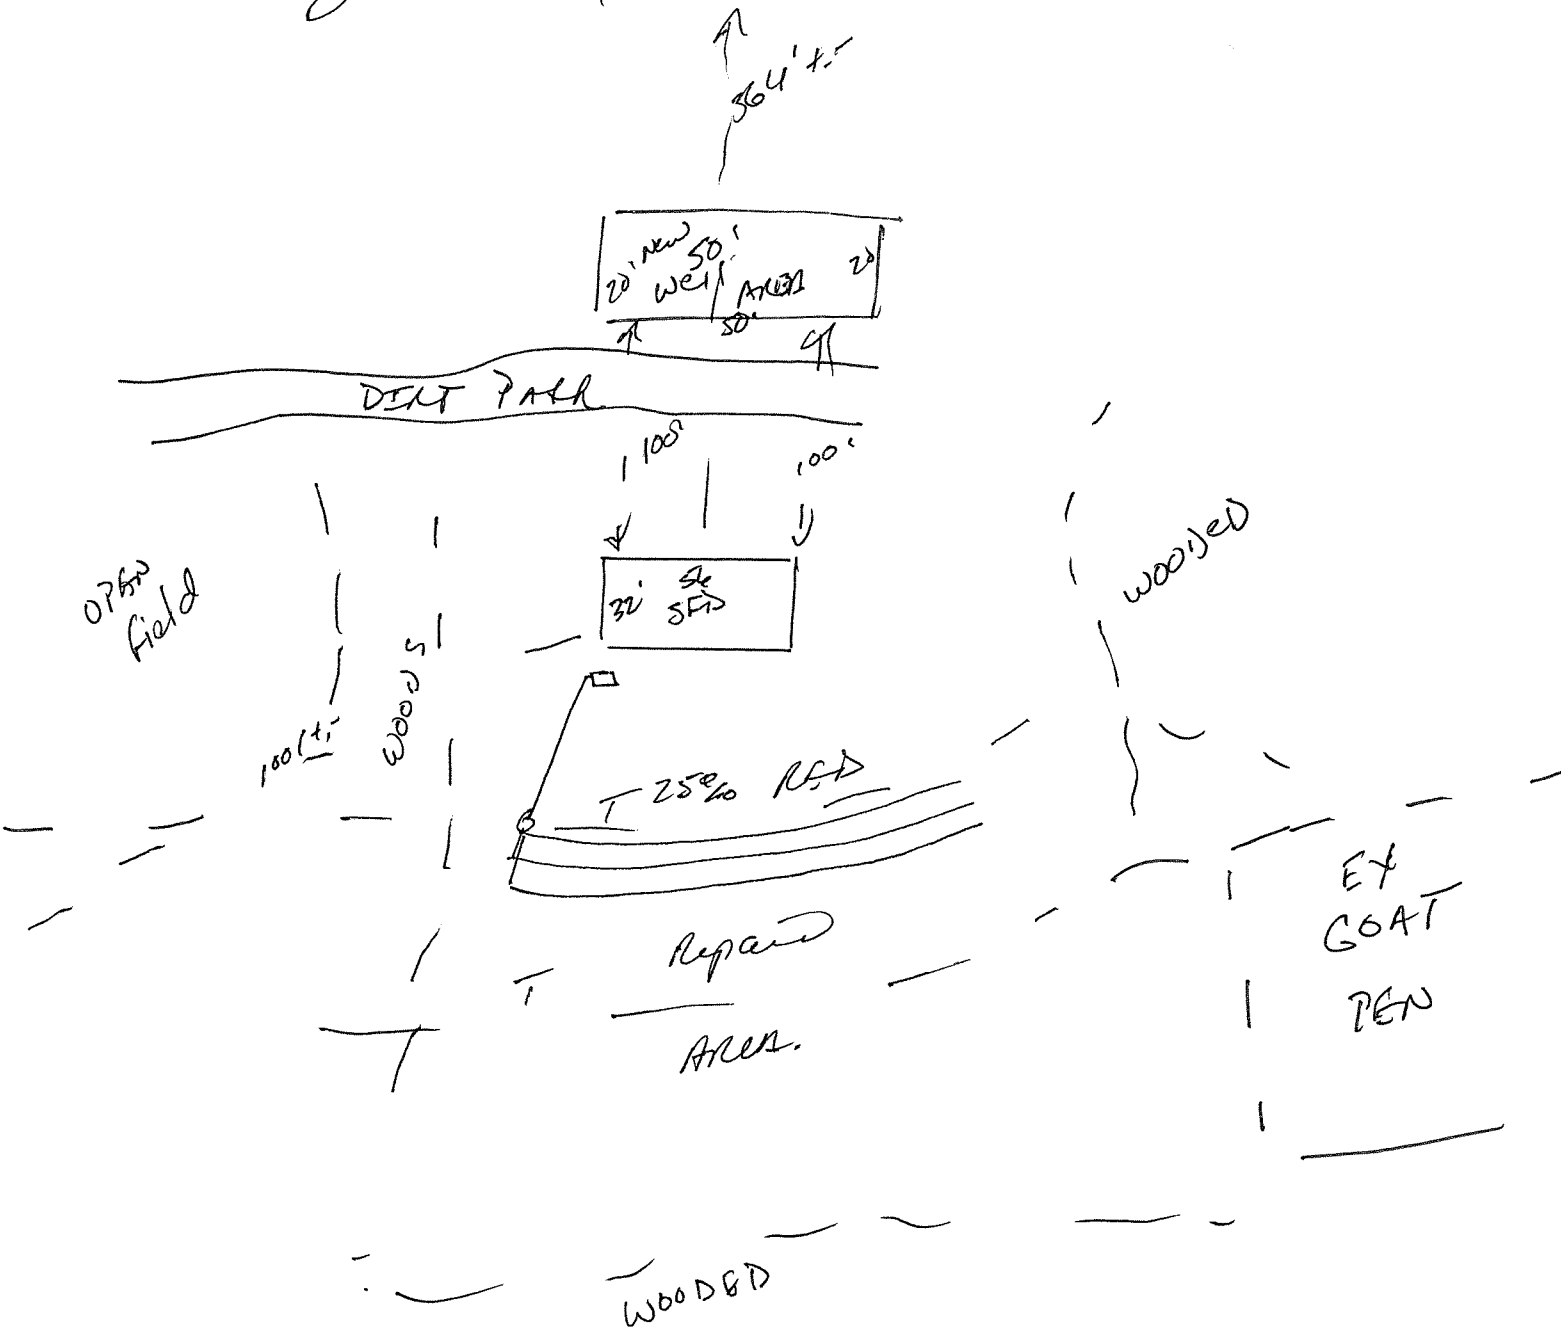 364' +-
New 50'
20' Well AREA 20
50'
DIRT PATH
100' 100'
OPEN
field
56
32' SFD
WOODED
WOODS
100' +-
T 25% RED
EX
GOAT
PEN
Repair
T
AREA.
WOODED